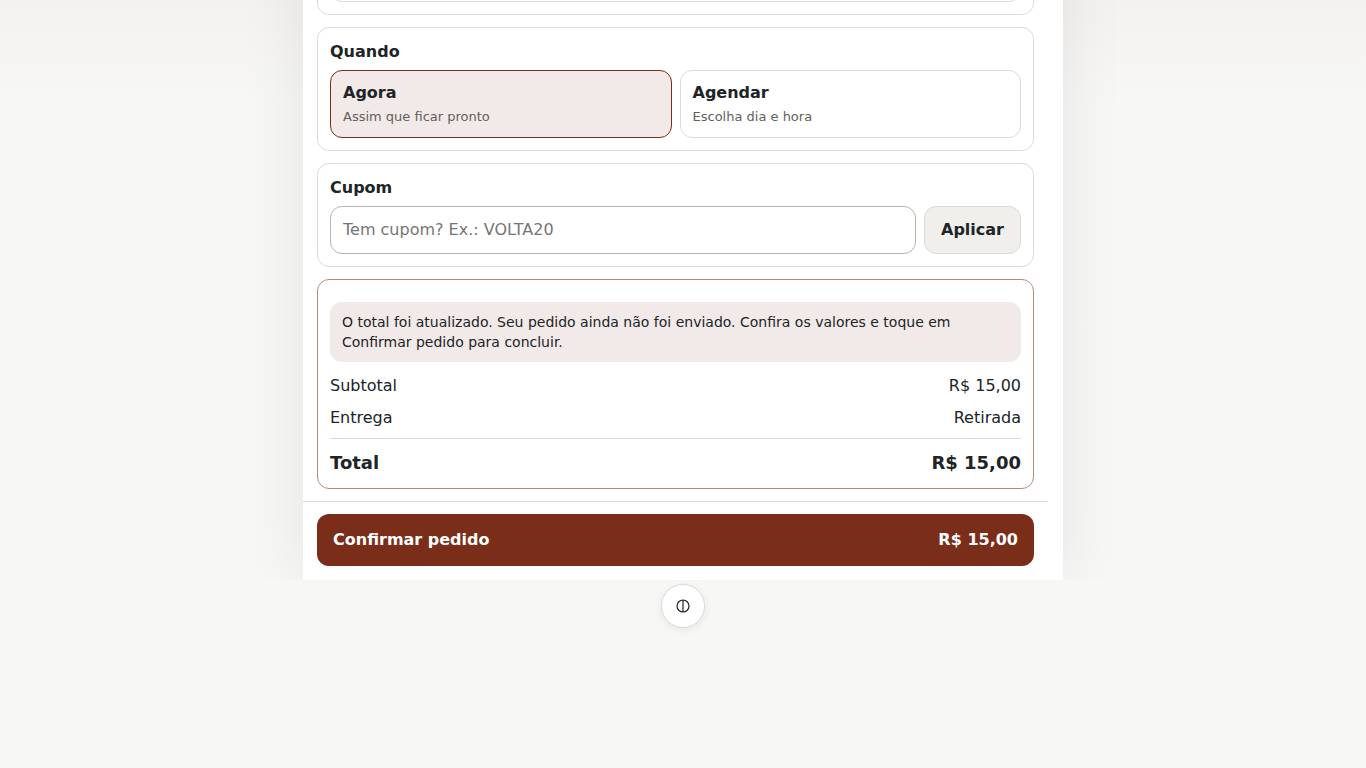 Quando
Agora
Assim que ficar pronto
Agendar
Escolha dia e hora
Cupom
Tem cupom? Ex.: VOLTA20
Aplicar
O total foi atualizado. Seu pedido ainda não foi enviado. Confira os valores e toque em
Confirmar pedido para concluir.
Subtotal R$ 15,00
Entrega Retirada
Total R$ 15,00
Confirmar pedido R$ 15,00